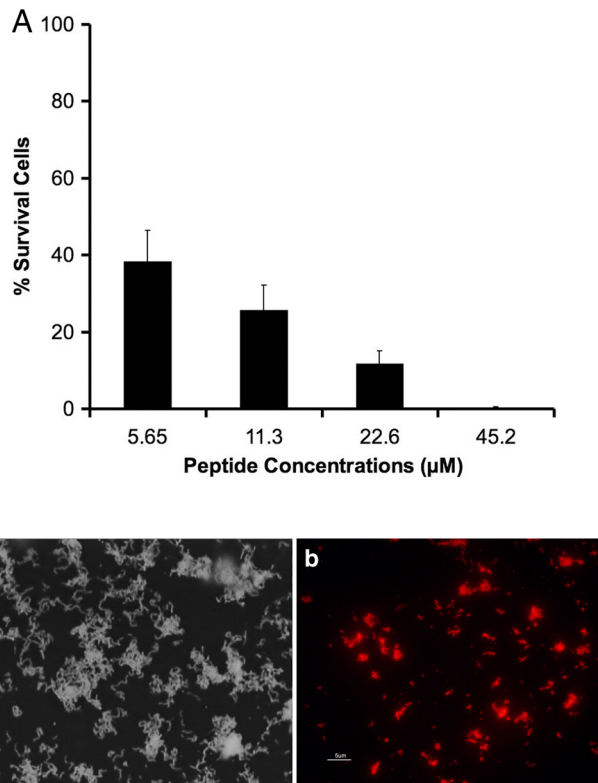 A
100
80
60
40
20
0
% Survival Cells
5.65 11.3 22.6 45.2
Peptide Concentrations (µM)
b
5um